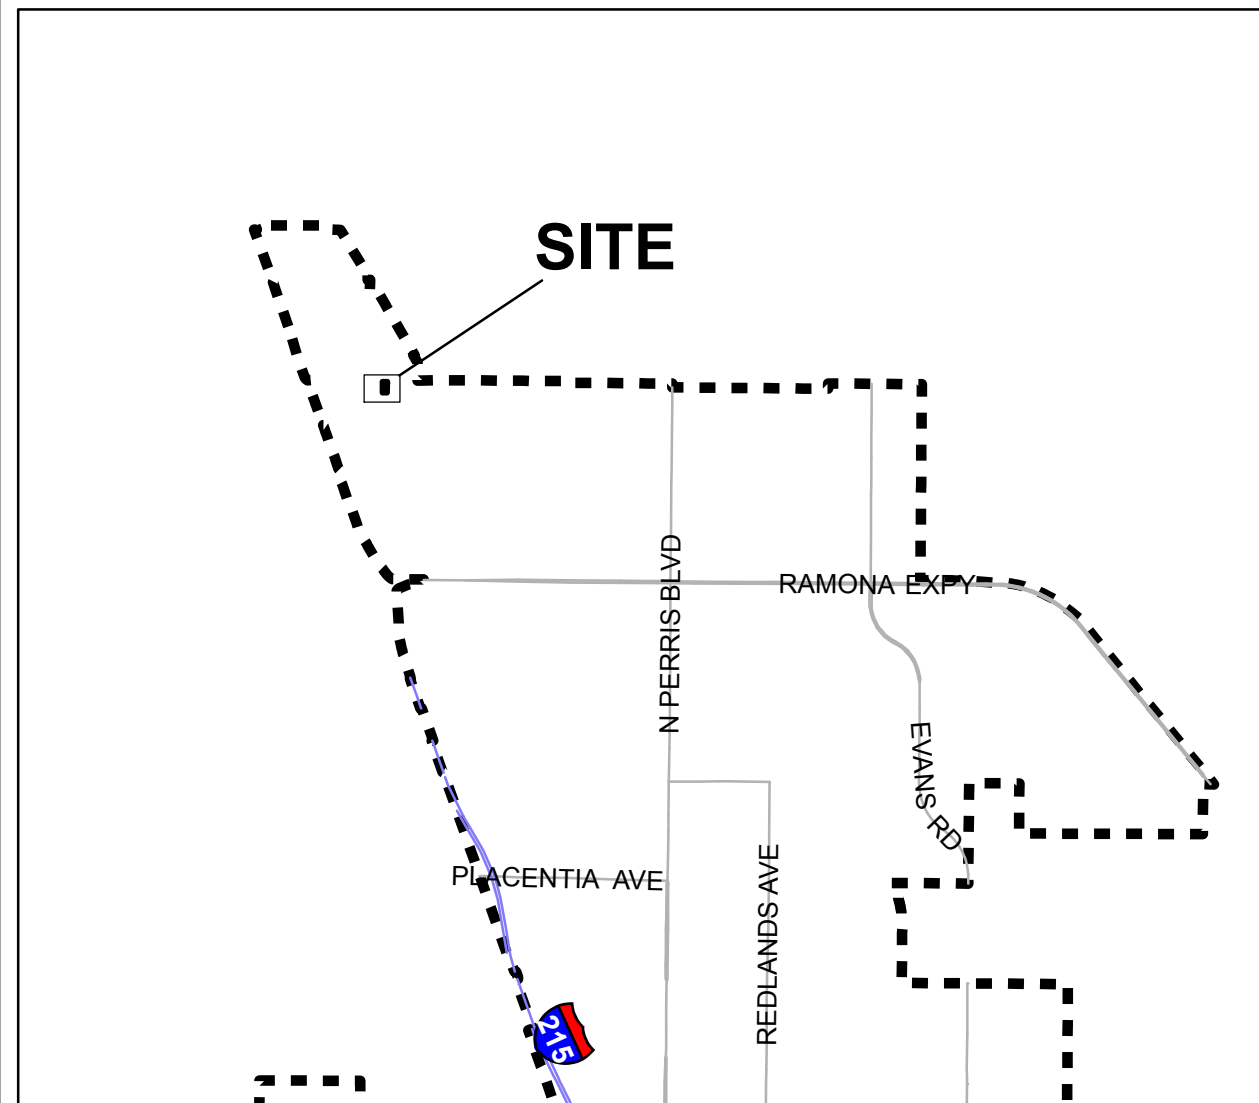 SITE
RAMONA EXPY
N PERRIS BLVD
EVANS RD
PLACENTIA AVE
REDLANDS AVE
215